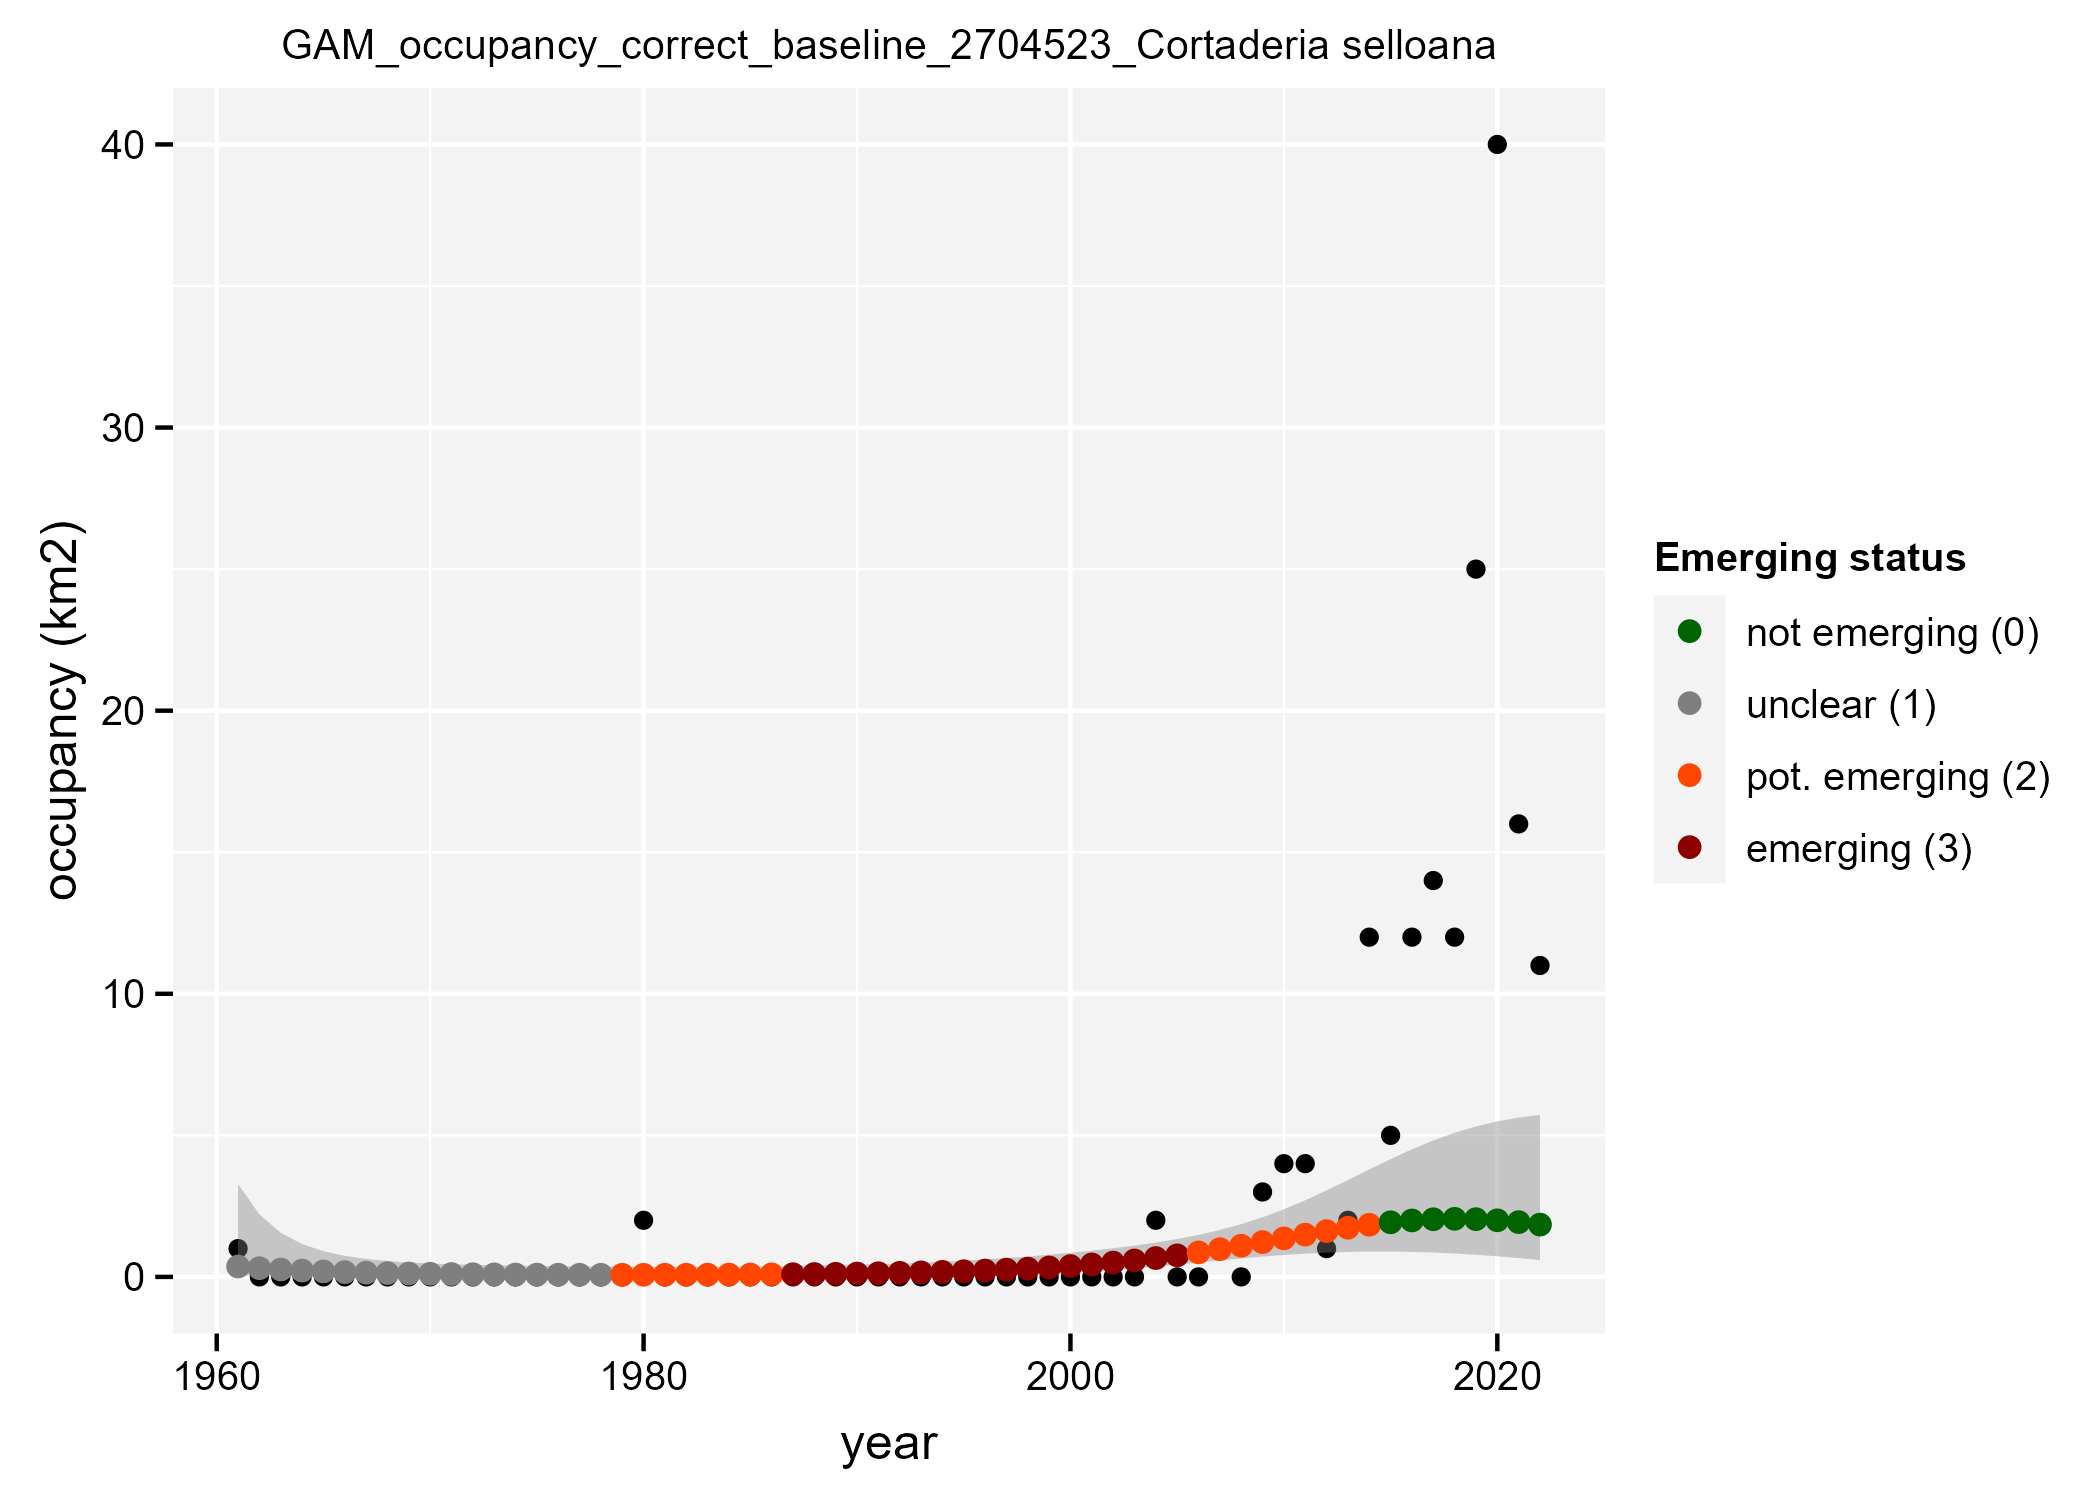 GAM_occupancy_correct_baseline_2704523_Cortaderia selloana
occupancy (km2)
40
30
20
10
0
1960
1980
2000
2020
year
Emerging status
not emerging (0)
unclear (1)
pot. emerging (2)
emerging (3)